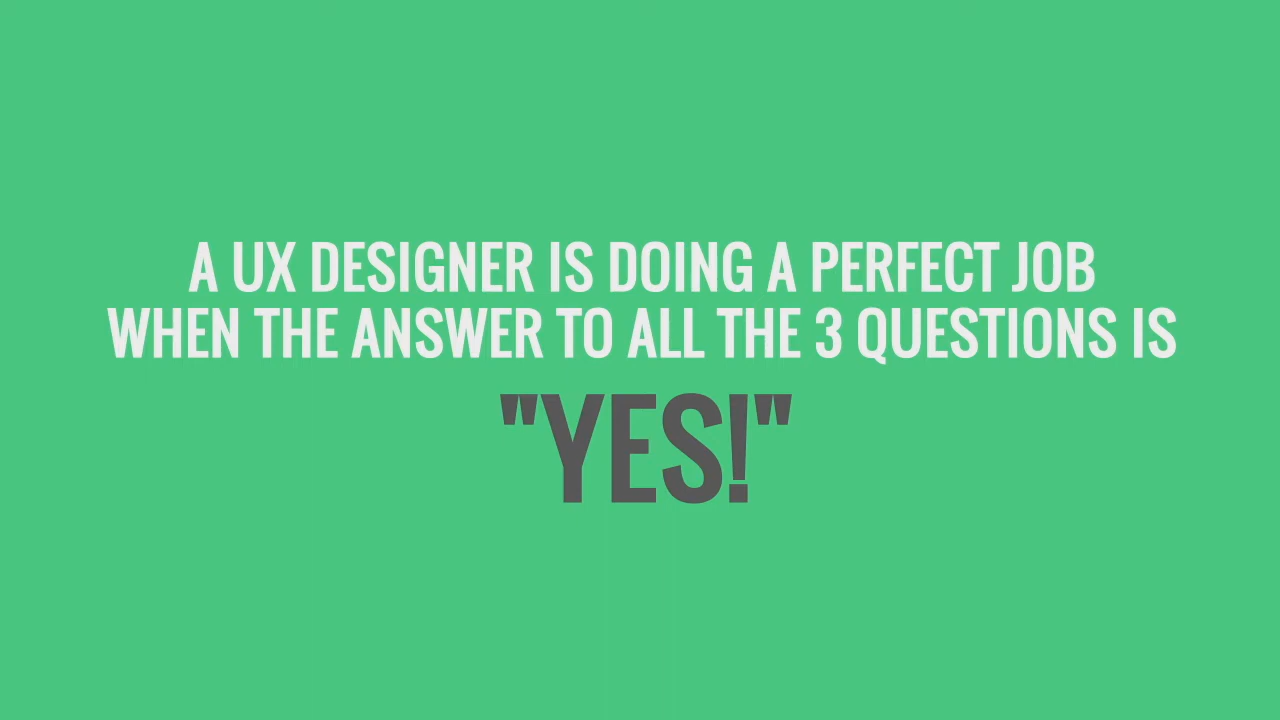 A UX DESIGNER IS DOING A PERFECT JOB
WHEN THE ANSWER TO ALL THE 3 QUESTIONS IS
"YES!"